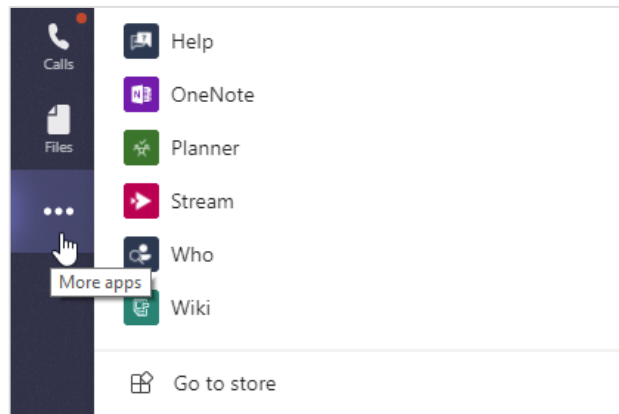 Calls
Files
More apps
Help
OneNote
Planner
Stream
Who
Wiki
Go to store